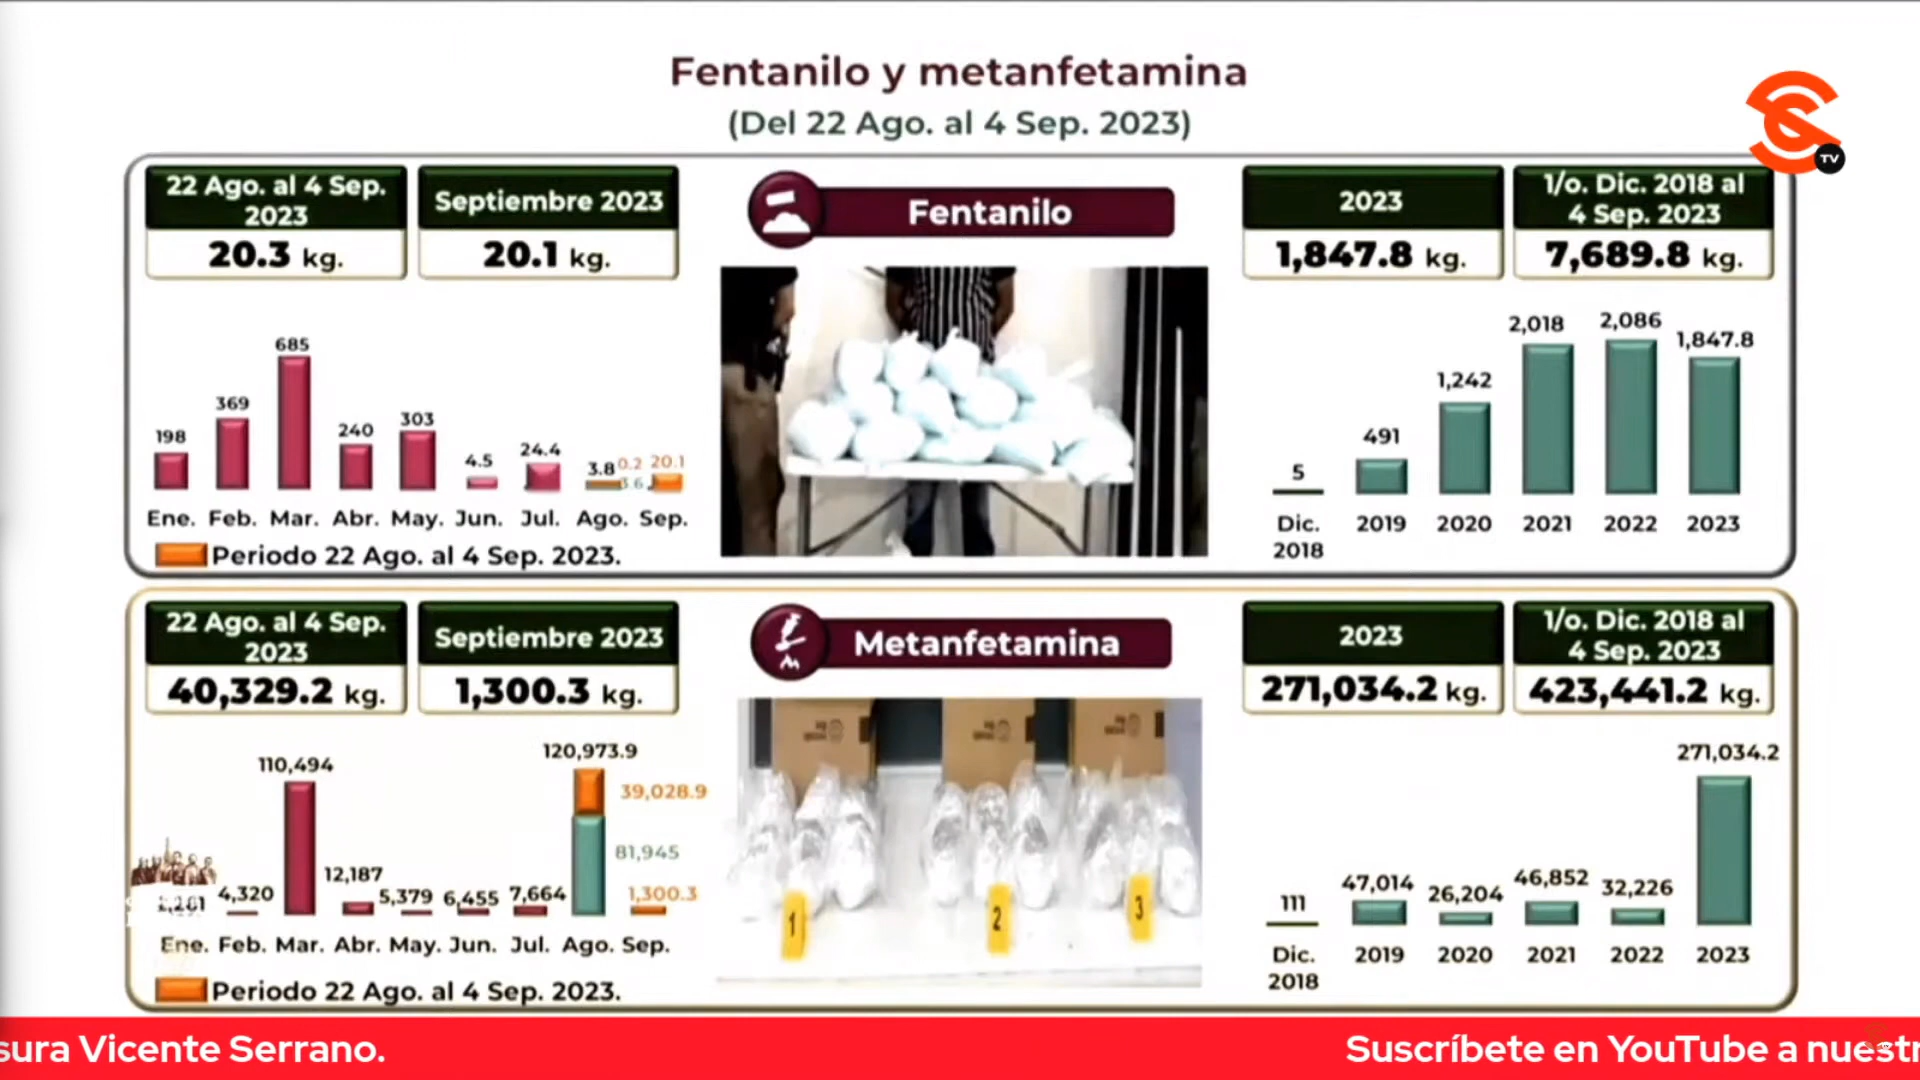 Fentanilo y metanfetamina
(Del 22 Ago. al 4 Sep. 2023)
TV
22 Ago. al 4 Sep.
2023
20.3 kg.
Septiembre 2023
20.1 kg.
Fentanilo
2023
1,847.8 kg.
1/o. Dic. 2018 al
4 Sep. 2023
7,689.8 kg.
198
369
685
240
303
4.5
24.4
3.8
0.2
3.6
20.1
Ene. Feb. Mar. Abr. May. Jun. Jul. Ago. Sep.
Periodo 22 Ago. al 4 Sep. 2023.
5
491
1,242
2,018
2,086
1,847.8
Dic.
2018
2019 2020 2021 2022 2023
22 Ago. al 4 Sep.
2023
40,329.2 kg.
Septiembre 2023
1,300.3 kg.
Metanfetamina
2023
271,034.2 kg.
1/o. Dic. 2018 al
4 Sep. 2023
423,441.2 kg.
4,320
110,494
12,187
5,379
6,455
7,664
120,973.9
39,028.9
81,945
1,300.3
Ene. Feb. Mar. Abr. May. Jun. Jul. Ago. Sep.
Periodo 22 Ago. al 4 Sep. 2023.
1
2
3
111
47,014
26,204
46,852
32,226
271,034.2
Dic.
2018
2019 2020 2021 2022 2023
sura Vicente Serrano.
Suscríbete en YouTube a nuestr